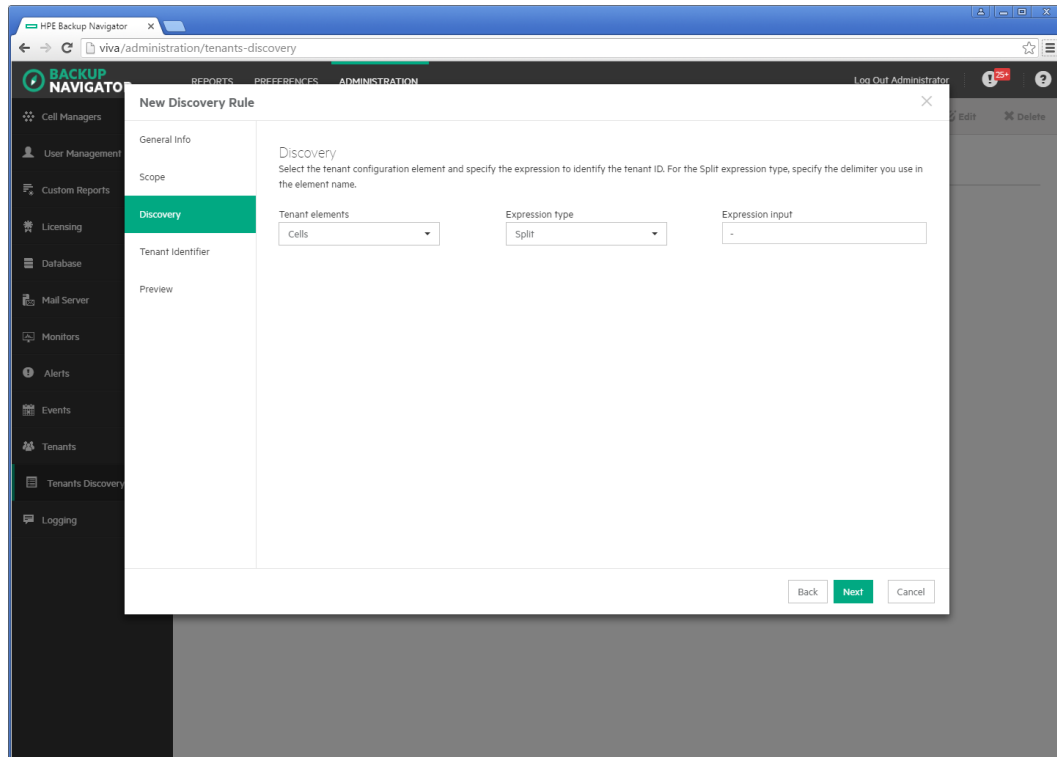 HPE Backup Navigator
viva/administration/tenants-discovery
BACKUP
NAVIGATOR
REPORTS PREFERENCES ADMINISTRATION
Log Out Administrator
25+
?
Edit
Delete
Cell Managers
User Management
Custom Reports
Licensing
Database
Mail Server
Monitors
Alerts
Events
Tenants
Tenants Discovery
Logging
New Discovery Rule
General Info
Scope
Discovery
Tenant Identifier
Preview
Discovery
Select the tenant configuration element and specify the expression to identify the tenant ID. For the Split expression type, specify the delimiter you use in
the element name.
Tenant elements
Cells
Expression type
Split
Expression input
-
Back
Next
Cancel